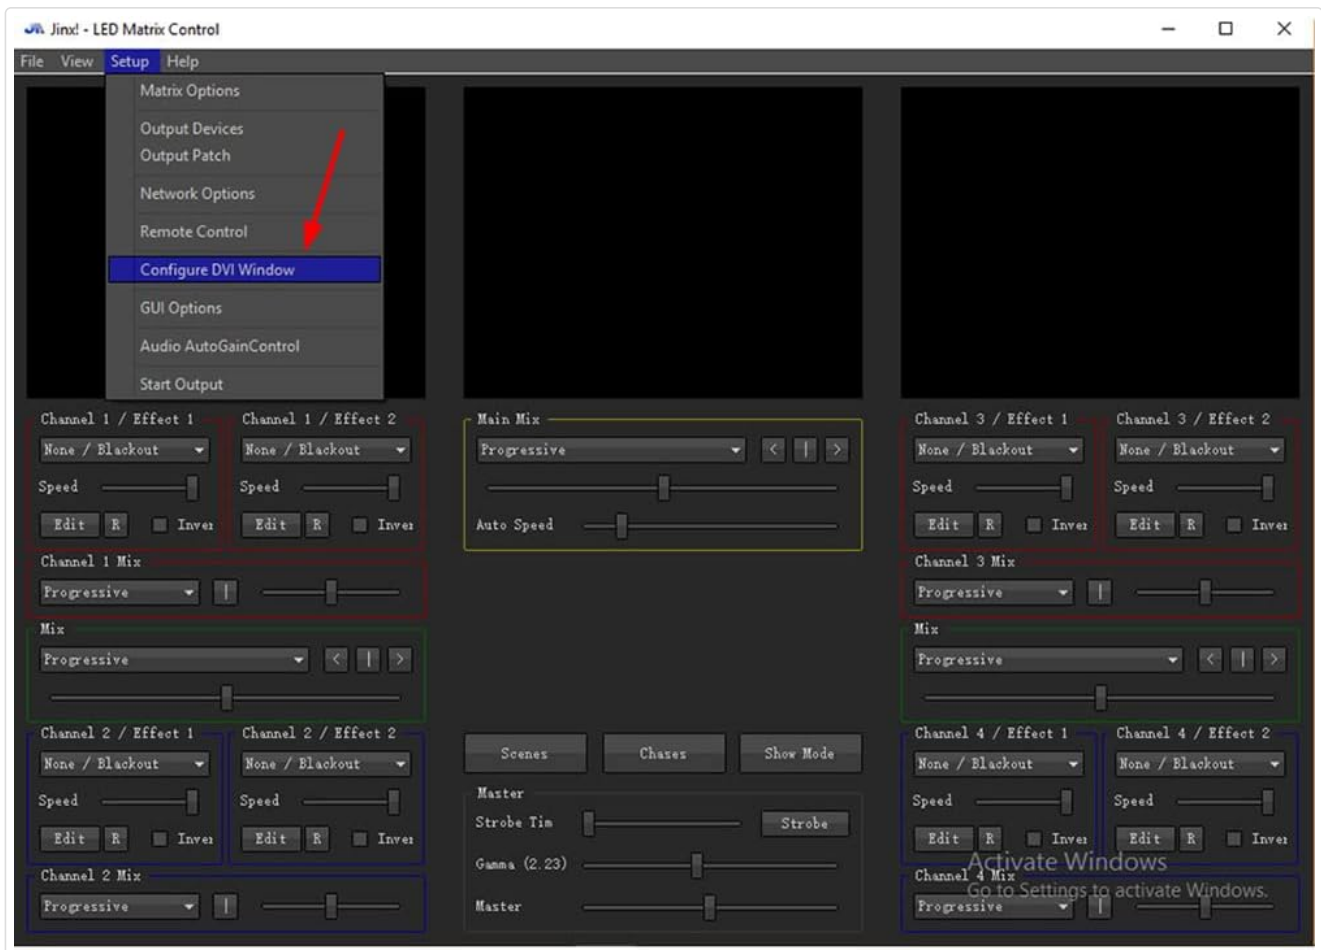 Jinx! - LED Matrix Control
File View Setup Help
Matrix Options
Output Devices
Output Patch
Network Options
Remote Control
Configure DVI Window
GUI Options
Audio AutoGainControl
Start Output
Channel 1 / Effect 1
None / Blackout
Speed
Edit R Inver
Channel 1 / Effect 2
None / Blackout
Speed
Edit R Inver
Channel 1 Mix
Progressive |
Mix
Progressive < | >
Channel 2 / Effect 1
None / Blackout
Speed
Edit R Inver
Channel 2 / Effect 2
None / Blackout
Speed
Edit R Inver
Channel 2 Mix
Progressive |
Main Mix
Progressive < | >
Auto Speed
Scenes Chases Show Mode
Master
Strobe Tim Strobe
Gamma (2.23)
Master
Channel 3 / Effect 1
None / Blackout
Speed
Edit R Inver
Channel 3 / Effect 2
None / Blackout
Speed
Edit R Inver
Channel 3 Mix
Progressive |
Mix
Progressive < | >
Channel 4 / Effect 1
None / Blackout
Speed
Edit R Inver
Channel 4 / Effect 2
None / Blackout
Speed
Edit R Inver
Channel 4 Mix
Progressive |
Activate Windows
Go to Settings to activate Windows.